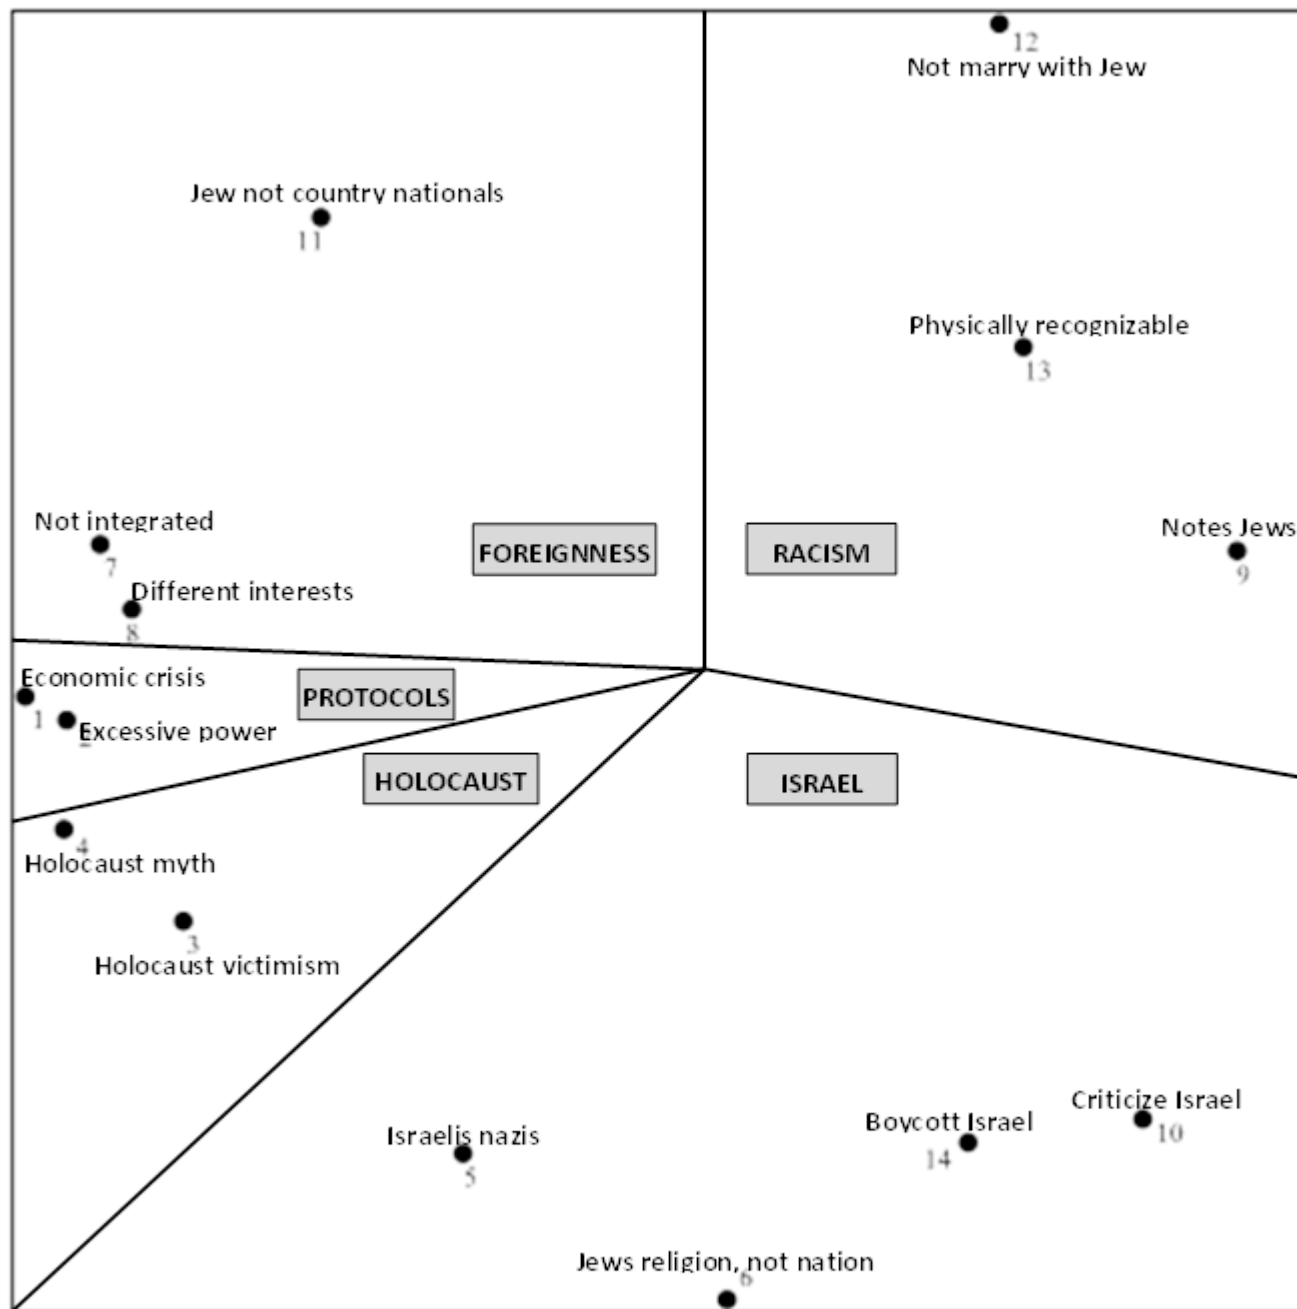 12
Not marry with Jew
Jew not country nationals
11
Physically recognizable
13
Not integrated
7
FOREIGNNESS
RACISM
Notes Jews
9
Different interests
8
Economic crisis
1
PROTOCOLS
Excessive power
HOLOCAUST
ISRAEL
4
Holocaust myth
3
Holocaust victimism
Israelis nazis
5
Boycott Israel
14
Criticize Israel
10
Jews religion, not nation
6